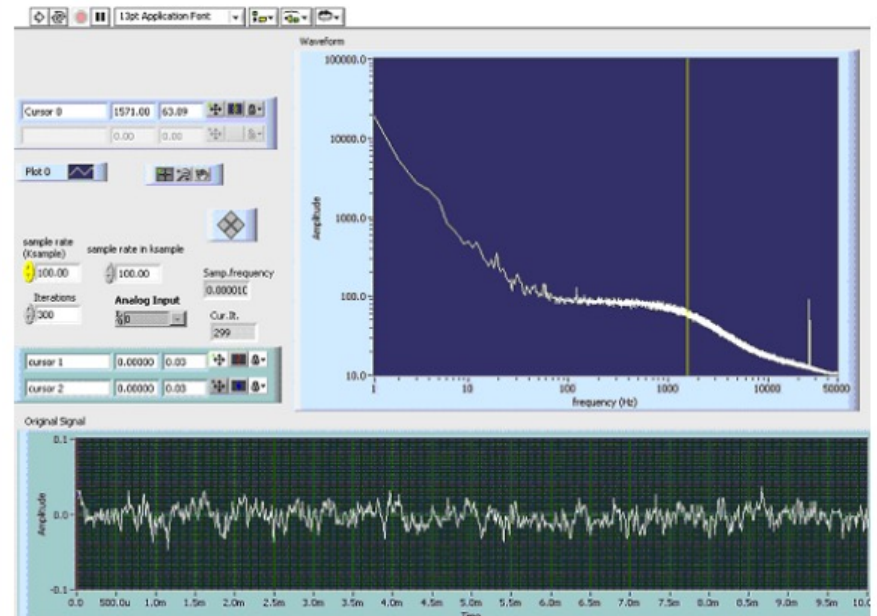 13pt Application Font
Waveform
Cursor 0 1571.00 63.89
0.00 0.00
Plot 0
sample rate (Ksample)
100.00
sample rate in ksample
100.00
Samp.frequency
0.00001(
Iterations
300
Analog Input
0
Cur.It.
299
cursor 1 0.00000 0.03
cursor 2 0.00000 0.03
Amplitude
100000.0
10000.0
1000.0
100.0
10.0
1 10 100 1000 10000 50000
frequency (Hz)
Original Signal
Amplitude
0.1
0.0
-0.1
0.0 500.0u 1.0m 1.5m 2.0m 2.5m 3.0m 3.5m 4.0m 4.5m 5.0m 5.5m 6.0m 6.5m 7.0m 7.5m 8.0m 8.5m 9.0m 9.5m 10.0
Time